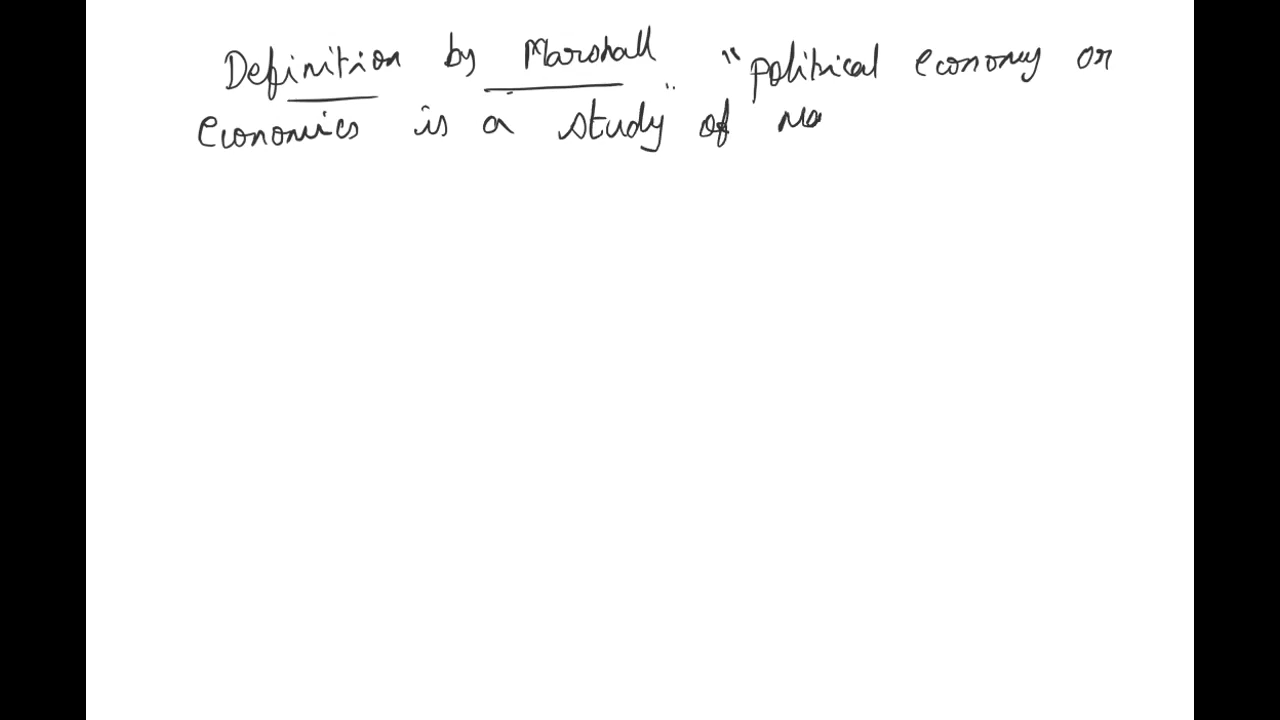 Definition by Marshall "political economy or
economics is a study of